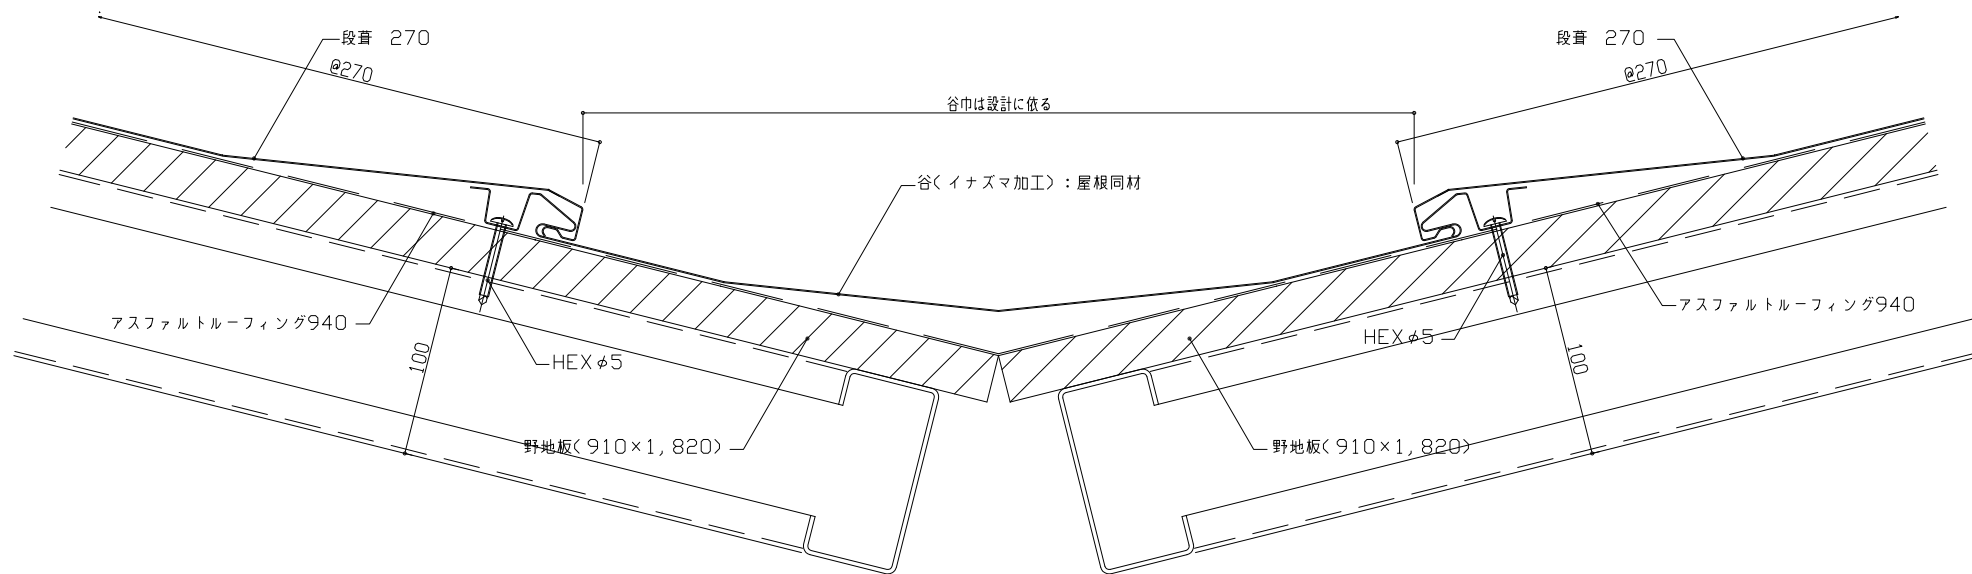 段葺 270
段葺 270
@270
@270
谷巾は設計に依る
谷(イナズマ加工):屋根同材
アスファルトルーフィング940
アスファルトルーフィング940
HEXφ5
HEXφ5
100
100
野地板(910×1,820)
野地板(910×1,820)